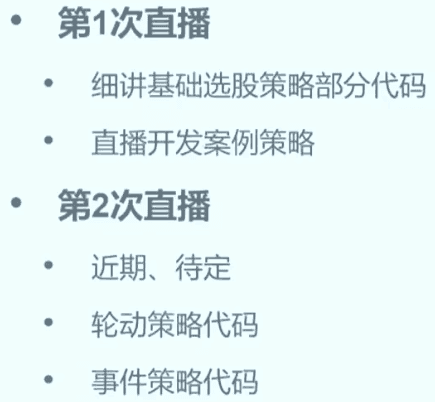 • 第1次直播
• 细讲基础选股策略部分代码
• 直播开发案例策略
• 第2次直播
• 近期、待定
• 轮动策略代码
• 事件策略代码